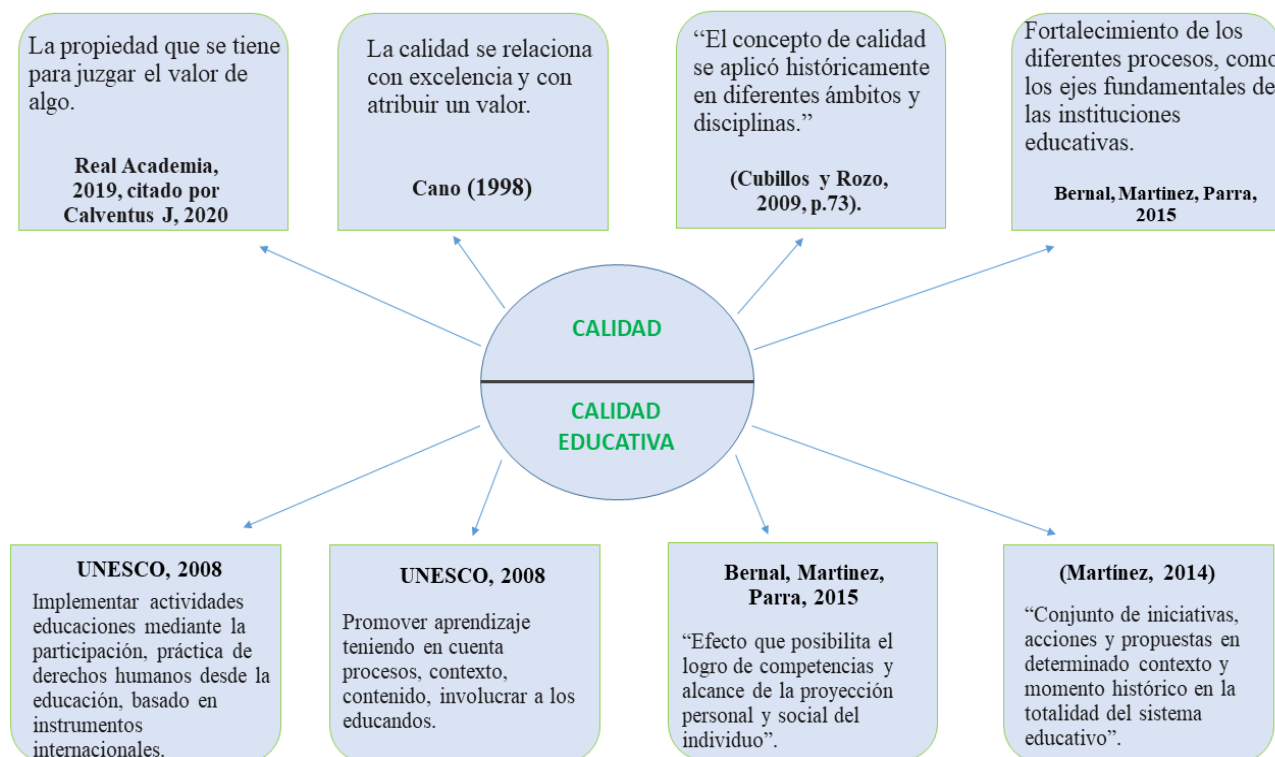 La propiedad que se tiene
para juzgar el valor de
algo.
Real Academia,
2019, citado por
Calventus J, 2020
La calidad se relaciona
con excelencia y con
atribuir un valor.
Cano (1998)
“El concepto de calidad
se aplicó históricamente
en diferentes ámbitos y
disciplinas.”
(Cubillos y Rozo,
2009, p.73).
Fortalecimiento de los
diferentes procesos, como
los ejes fundamentales de
las instituciones
educativas.
Bernal, Martinez, Parra,
2015
CALIDAD
CALIDAD
EDUCATIVA
UNESCO, 2008
Implementar actividades
educaciones mediante la
participación, práctica de
derechos humanos desde la
educación, basado en
instrumentos
internacionales.
UNESCO, 2008
Promover aprendizaje
teniendo en cuenta
procesos, contexto,
contenido, involucrar a los
educandos.
Bernal, Martinez,
Parra, 2015
“Efecto que posibilita el
logro de competencias y
alcance de la proyección
personal y social del
individuo”.
(Martínez, 2014)
“Conjunto de iniciativas,
acciones y propuestas en
determinado contexto y
momento histórico en la
totalidad del sistema
educativo”.